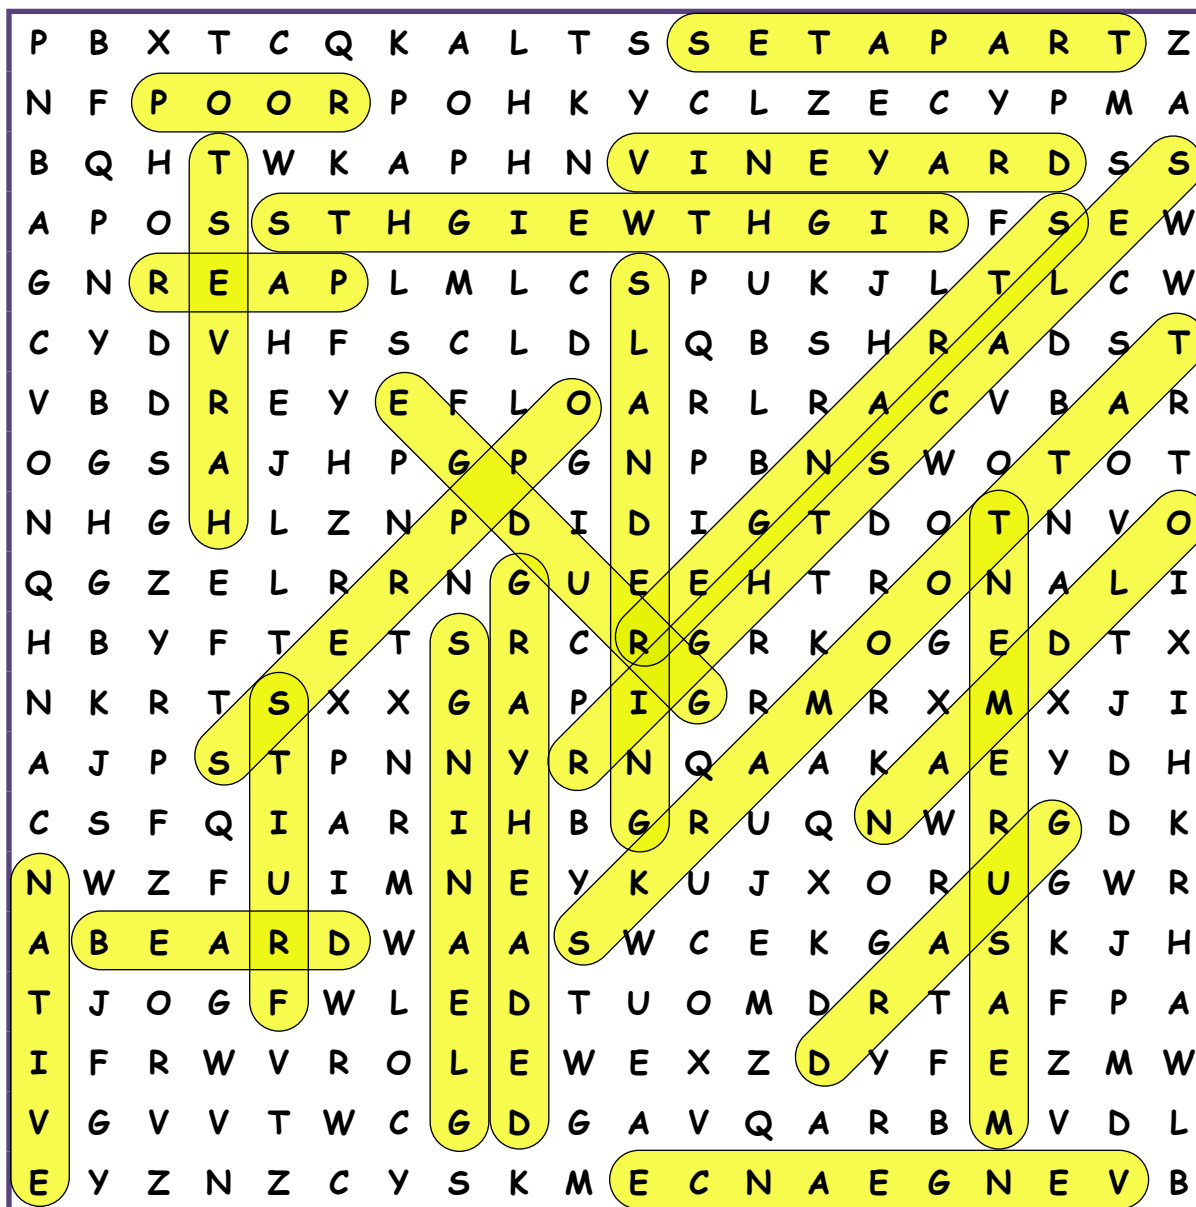 P B X T C Q K A L T S S E T A P A R T Z
N F P O O R P O H K Y C L Z E C Y P M A
B Q H T W K A P H N V I N E Y A R D S S
A P O S S T H G I E W T H G I R F S E W
G N R E A P L M L C S P U K J L T L C W
C Y D V H F S C L D L Q B S H R A D S T
V B D R E Y E F L O A R L R A C V B A R
O G S A J H P G P G N P B N S W O T O T
N H G H L Z N P D I D I G T D O T N V O
Q G Z E L R R N G U E E H T R O N A L I
H B Y F T E T S R C R G R K O G E D T X
N K R T S X X G A P I G R M R X M X J I
A J P S T P N N Y R N Q A A K A E Y D H
C S F Q I A R I H B G R U Q N W R G D K
N W Z F U I M N E Y K U J X O R U G W R
A B E A R D W A A S W C E K G A S K J H
T J O G F W L E D T U O M D R T A F P A
I F R W V R O L E W E X Z D Y F E Z M W
V G V V T W C G D G A V Q A R B M V D L
E Y Z N Z C Y S K M E C N A E G N E V B